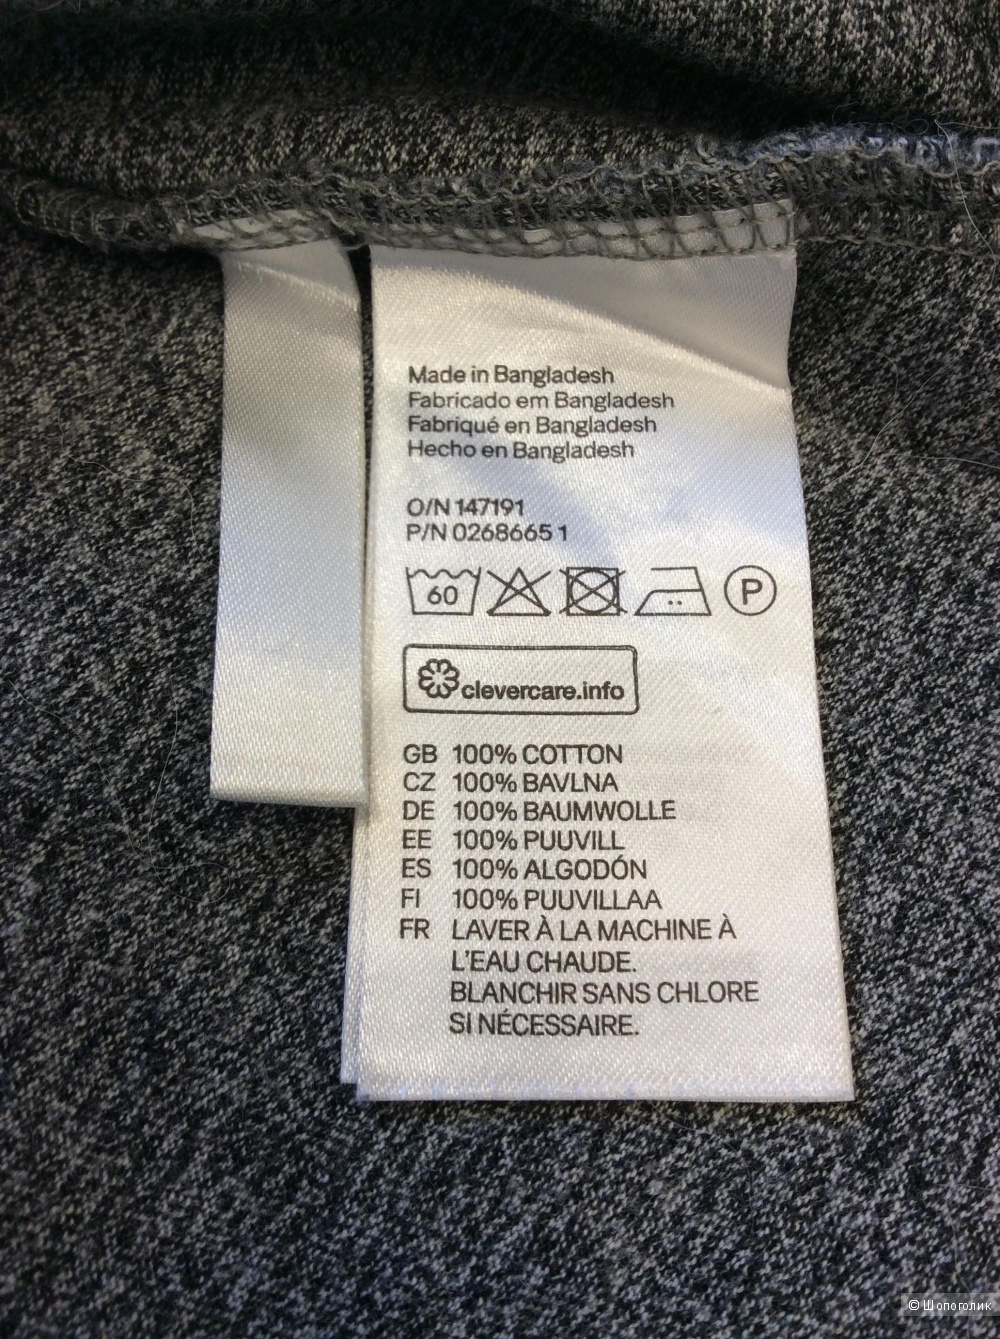 Made in Bangladesh
Fabricado em Bangladesh
Fabriqué en Bangladesh
Hecho en Bangladesh
O/N 147191
P/N 0268665 1
60 P
clevercare.info
GB 100% COTTON
CZ 100% BAVLNA
DE 100% BAUMWOLLE
EE 100% PUUVILL
ES 100% ALGODÓN
FI 100% PUUVILLAA
FR LAVER À LA MACHINE À
L'EAU CHAUDE.
BLANCHIR SANS CHLORE
SI NÉCESSAIRE.
© Шопоголик